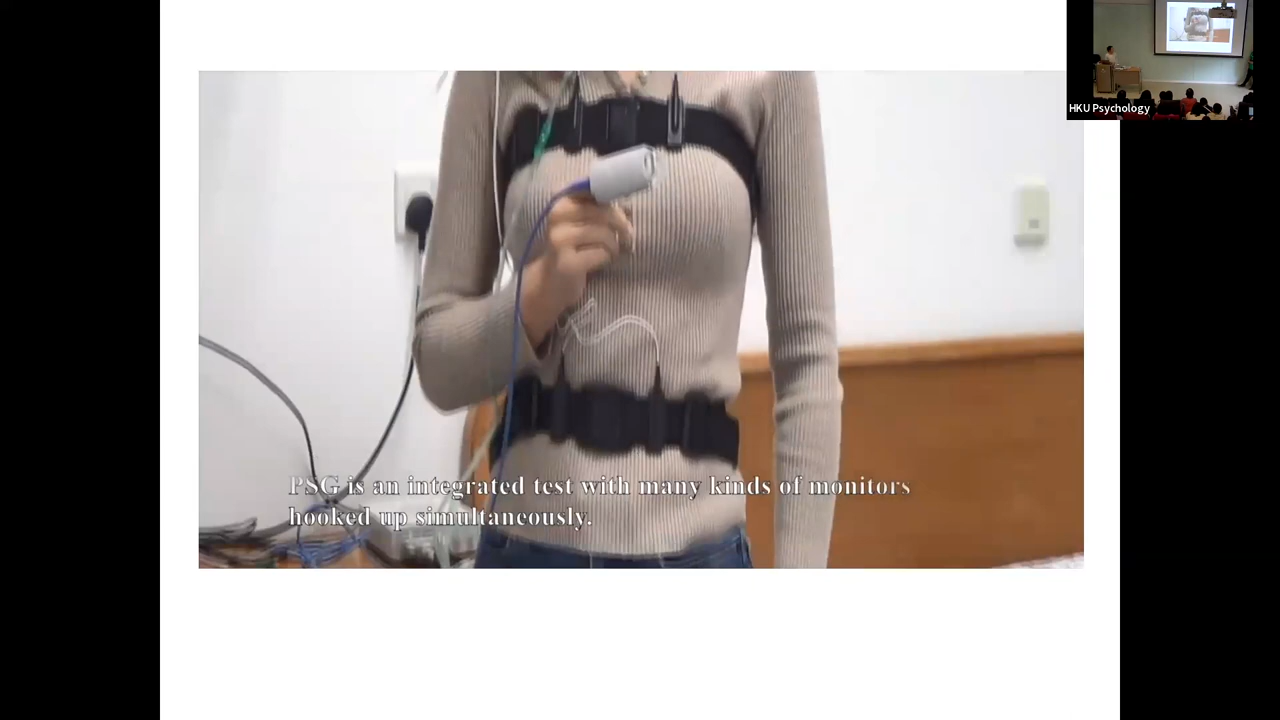 HKU Psychology
PSG is an integrated test with many kinds of monitors
hooked up simultaneously.